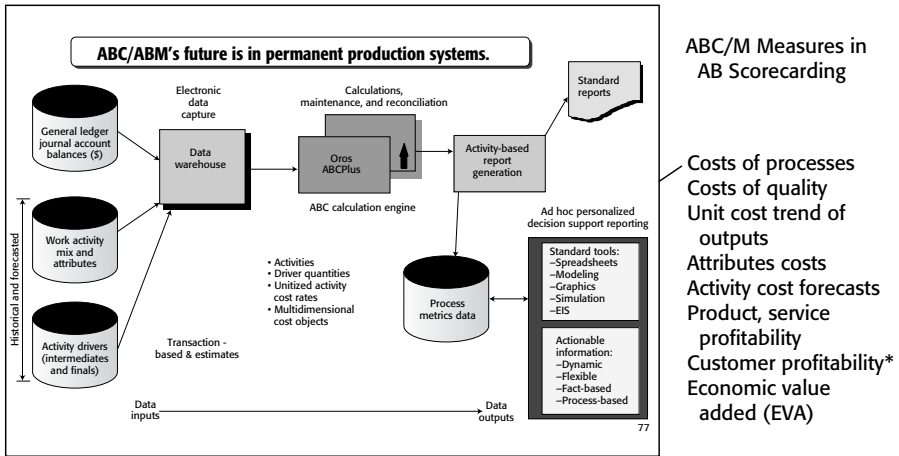 ABC/ABM's future is in permanent production systems.
Electronic
data
capture
Calculations,
maintenance, and reconciliation
Standard
reports
General ledger
journal account
balances ($)
Data
warehouse
Oros
ABCPlus
Activity-based
report
generation
ABC calculation engine
Historical and forecasted
Work activity
mix and
attributes
• Activities
• Driver quantities
• Unitized activity
cost rates
• Multidimensional
cost objects
Process
metrics data
Ad hoc personalized
decision support reporting
Standard tools:
–Spreadsheets
–Modeling
–Graphics
–Simulation
–EIS
Actionable
information:
–Dynamic
–Flexible
–Fact-based
–Process-based
Activity drivers
(intermediates
and finals)
Transaction -
based & estimates
Data
inputs
Data
outputs
77
ABC/M Measures in
AB Scorecarding
Costs of processes
Costs of quality
Unit cost trend of
outputs
Attributes costs
Activity cost forecasts
Product, service
profitability
Customer profitability*
Economic value
added (EVA)